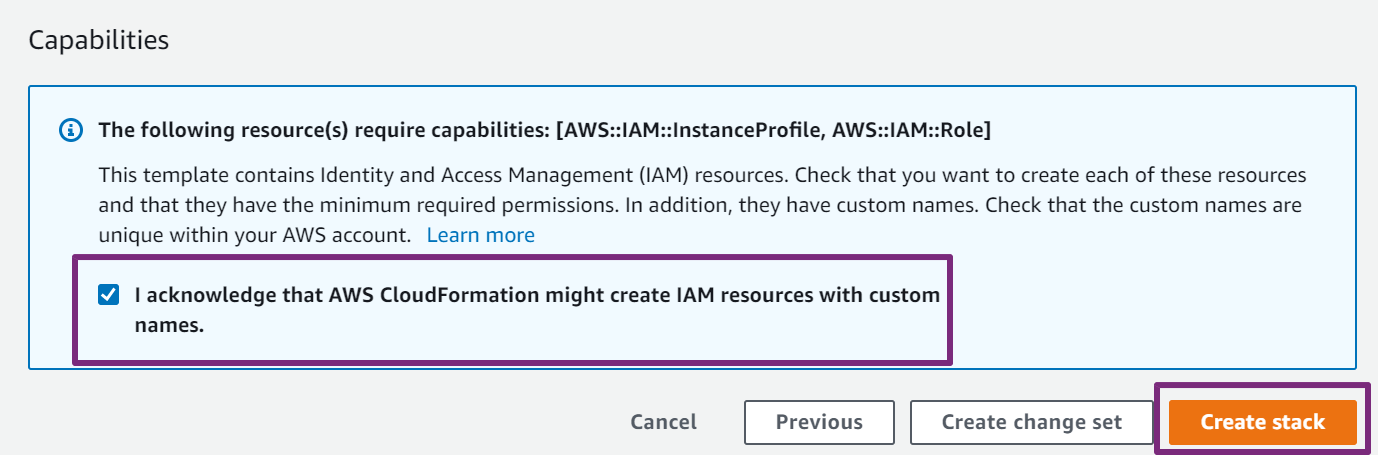 Capabilities
The following resource(s) require capabilities: [AWS::IAM::InstanceProfile, AWS::IAM::Role]
This template contains Identity and Access Management (IAM) resources. Check that you want to create each of these resources
and that they have the minimum required permissions. In addition, they have custom names. Check that the custom names are
unique within your AWS account. Learn more
I acknowledge that AWS CloudFormation might create IAM resources with custom
names.
Cancel Previous Create change set Create stack